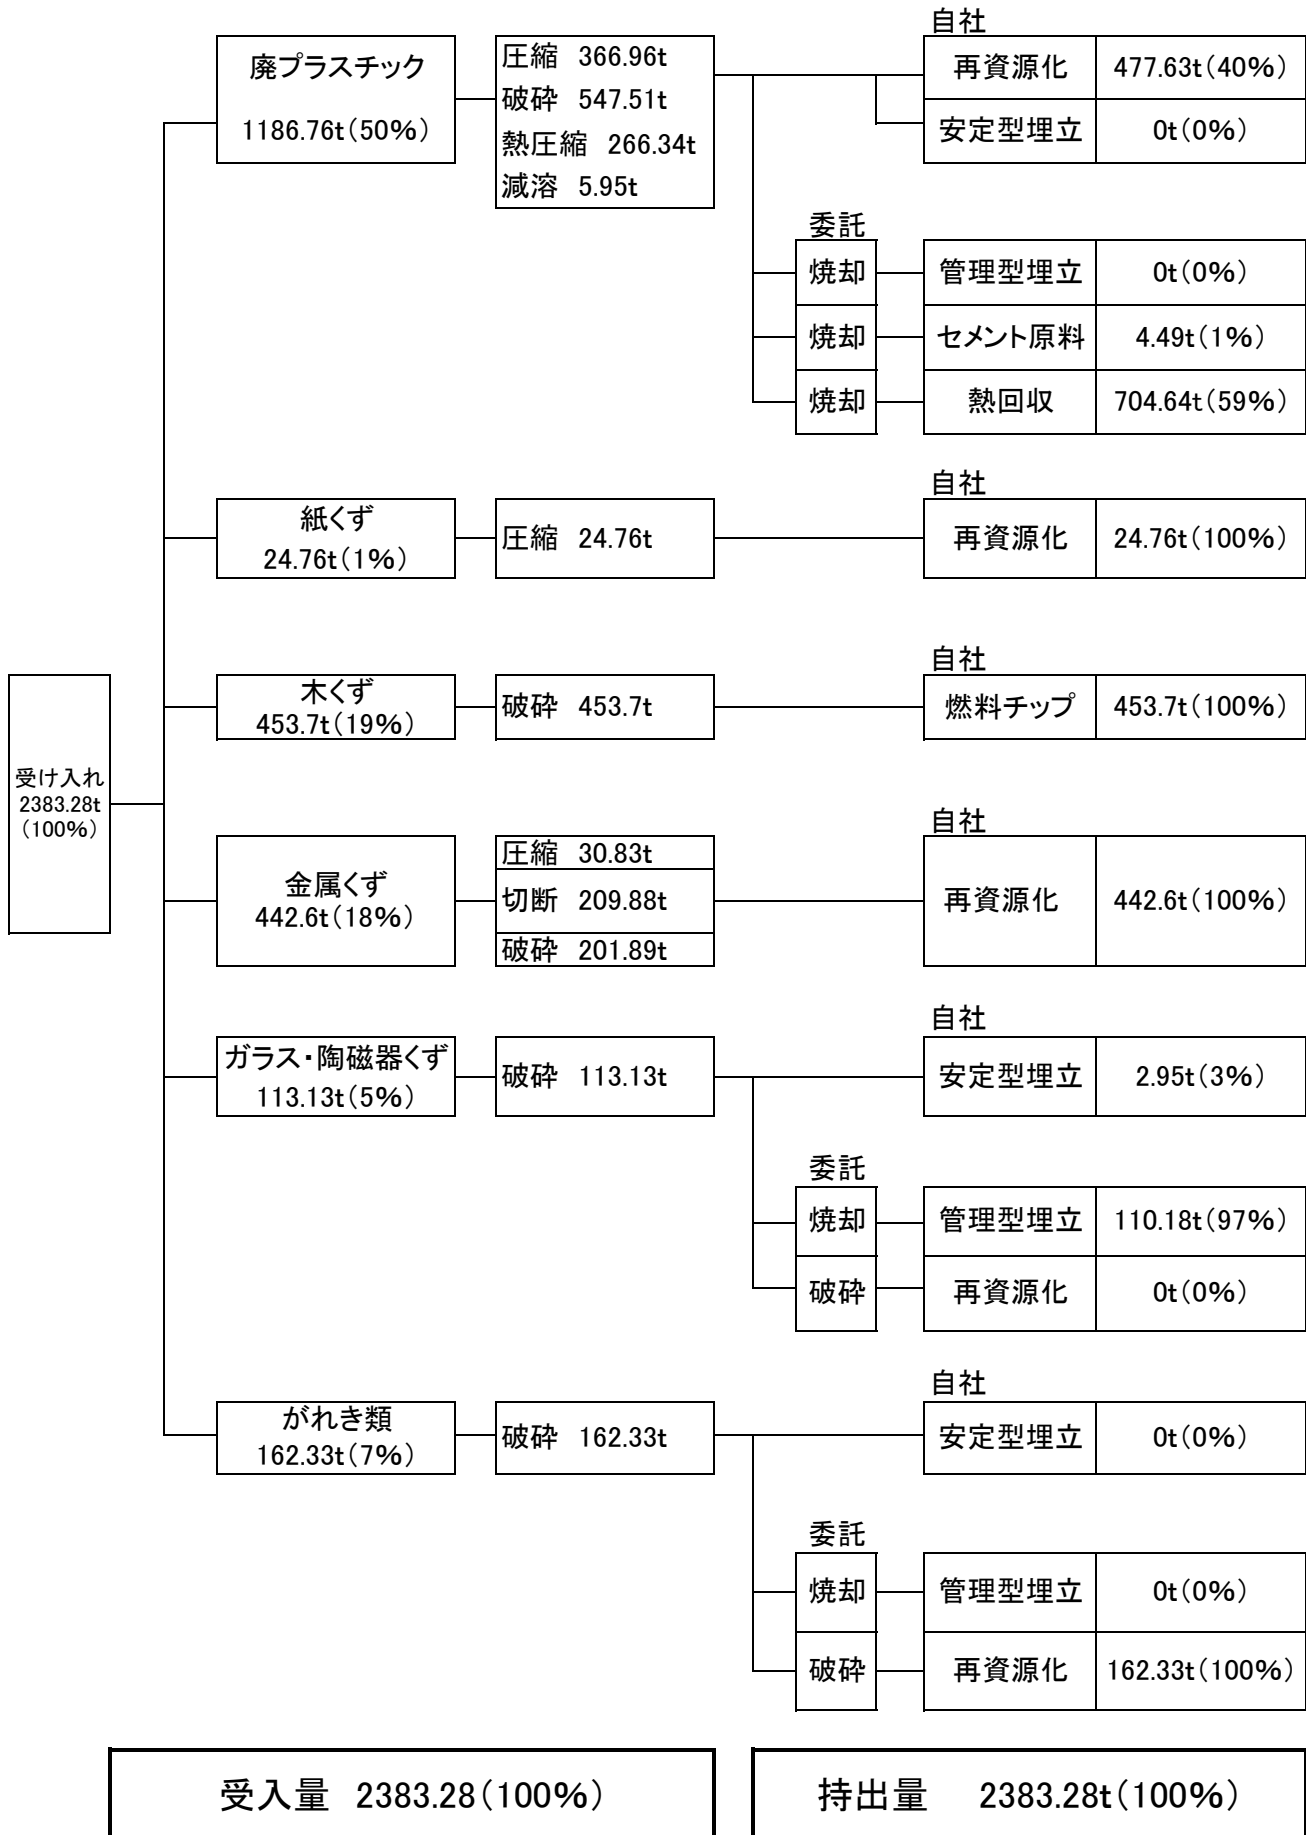 自社
廃プラスチック
1186.76t(50%)
圧縮 366.96t
破砕 547.51t
熱圧縮 266.34t
減溶 5.95t
再資源化 477.63t(40%)
安定型埋立 0t(0%)
委託
焼却 管理型埋立 0t(0%)
焼却 セメント原料 4.49t(1%)
焼却 熱回収 704.64t(59%)
自社
紙くず
24.76t(1%)
圧縮 24.76t
再資源化 24.76t(100%)
自社
木くず
453.7t(19%)
破砕 453.7t
燃料チップ 453.7t(100%)
受け入れ
2383.28t
(100%)
自社
金属くず
442.6t(18%)
圧縮 30.83t
切断 209.88t
破砕 201.89t
再資源化 442.6t(100%)
自社
ガラス・陶磁器くず
113.13t(5%)
破砕 113.13t
安定型埋立 2.95t(3%)
委託
焼却 管理型埋立 110.18t(97%)
破砕 再資源化 0t(0%)
自社
がれき類
162.33t(7%)
破砕 162.33t
安定型埋立 0t(0%)
委託
焼却 管理型埋立 0t(0%)
破砕 再資源化 162.33t(100%)
受入量 2383.28(100%)
持出量 2383.28t(100%)